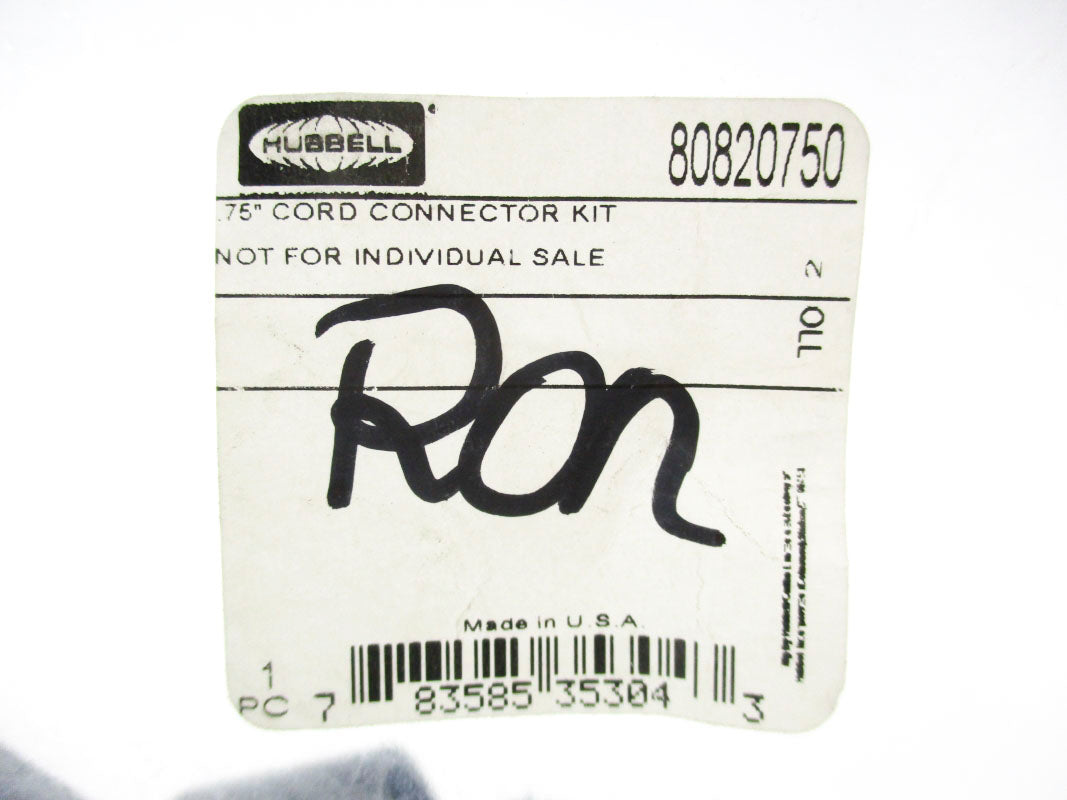 HUBBELL
80820750
.75" CORD CONNECTOR KIT
NOT FOR INDIVIDUAL SALE
2
Ron
Made in U.S.A.
1
PC
7 83585 35304 3